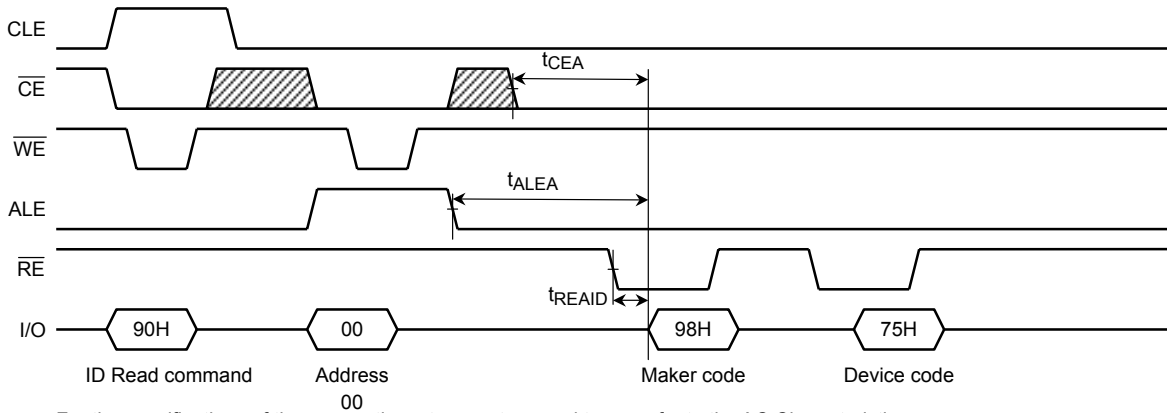 CLE
CE
tCEA
WE
ALE
tALEA
RE
tREAID
I/O
90H
00
98H
75H
ID Read command
Address
00
Maker code
Device code